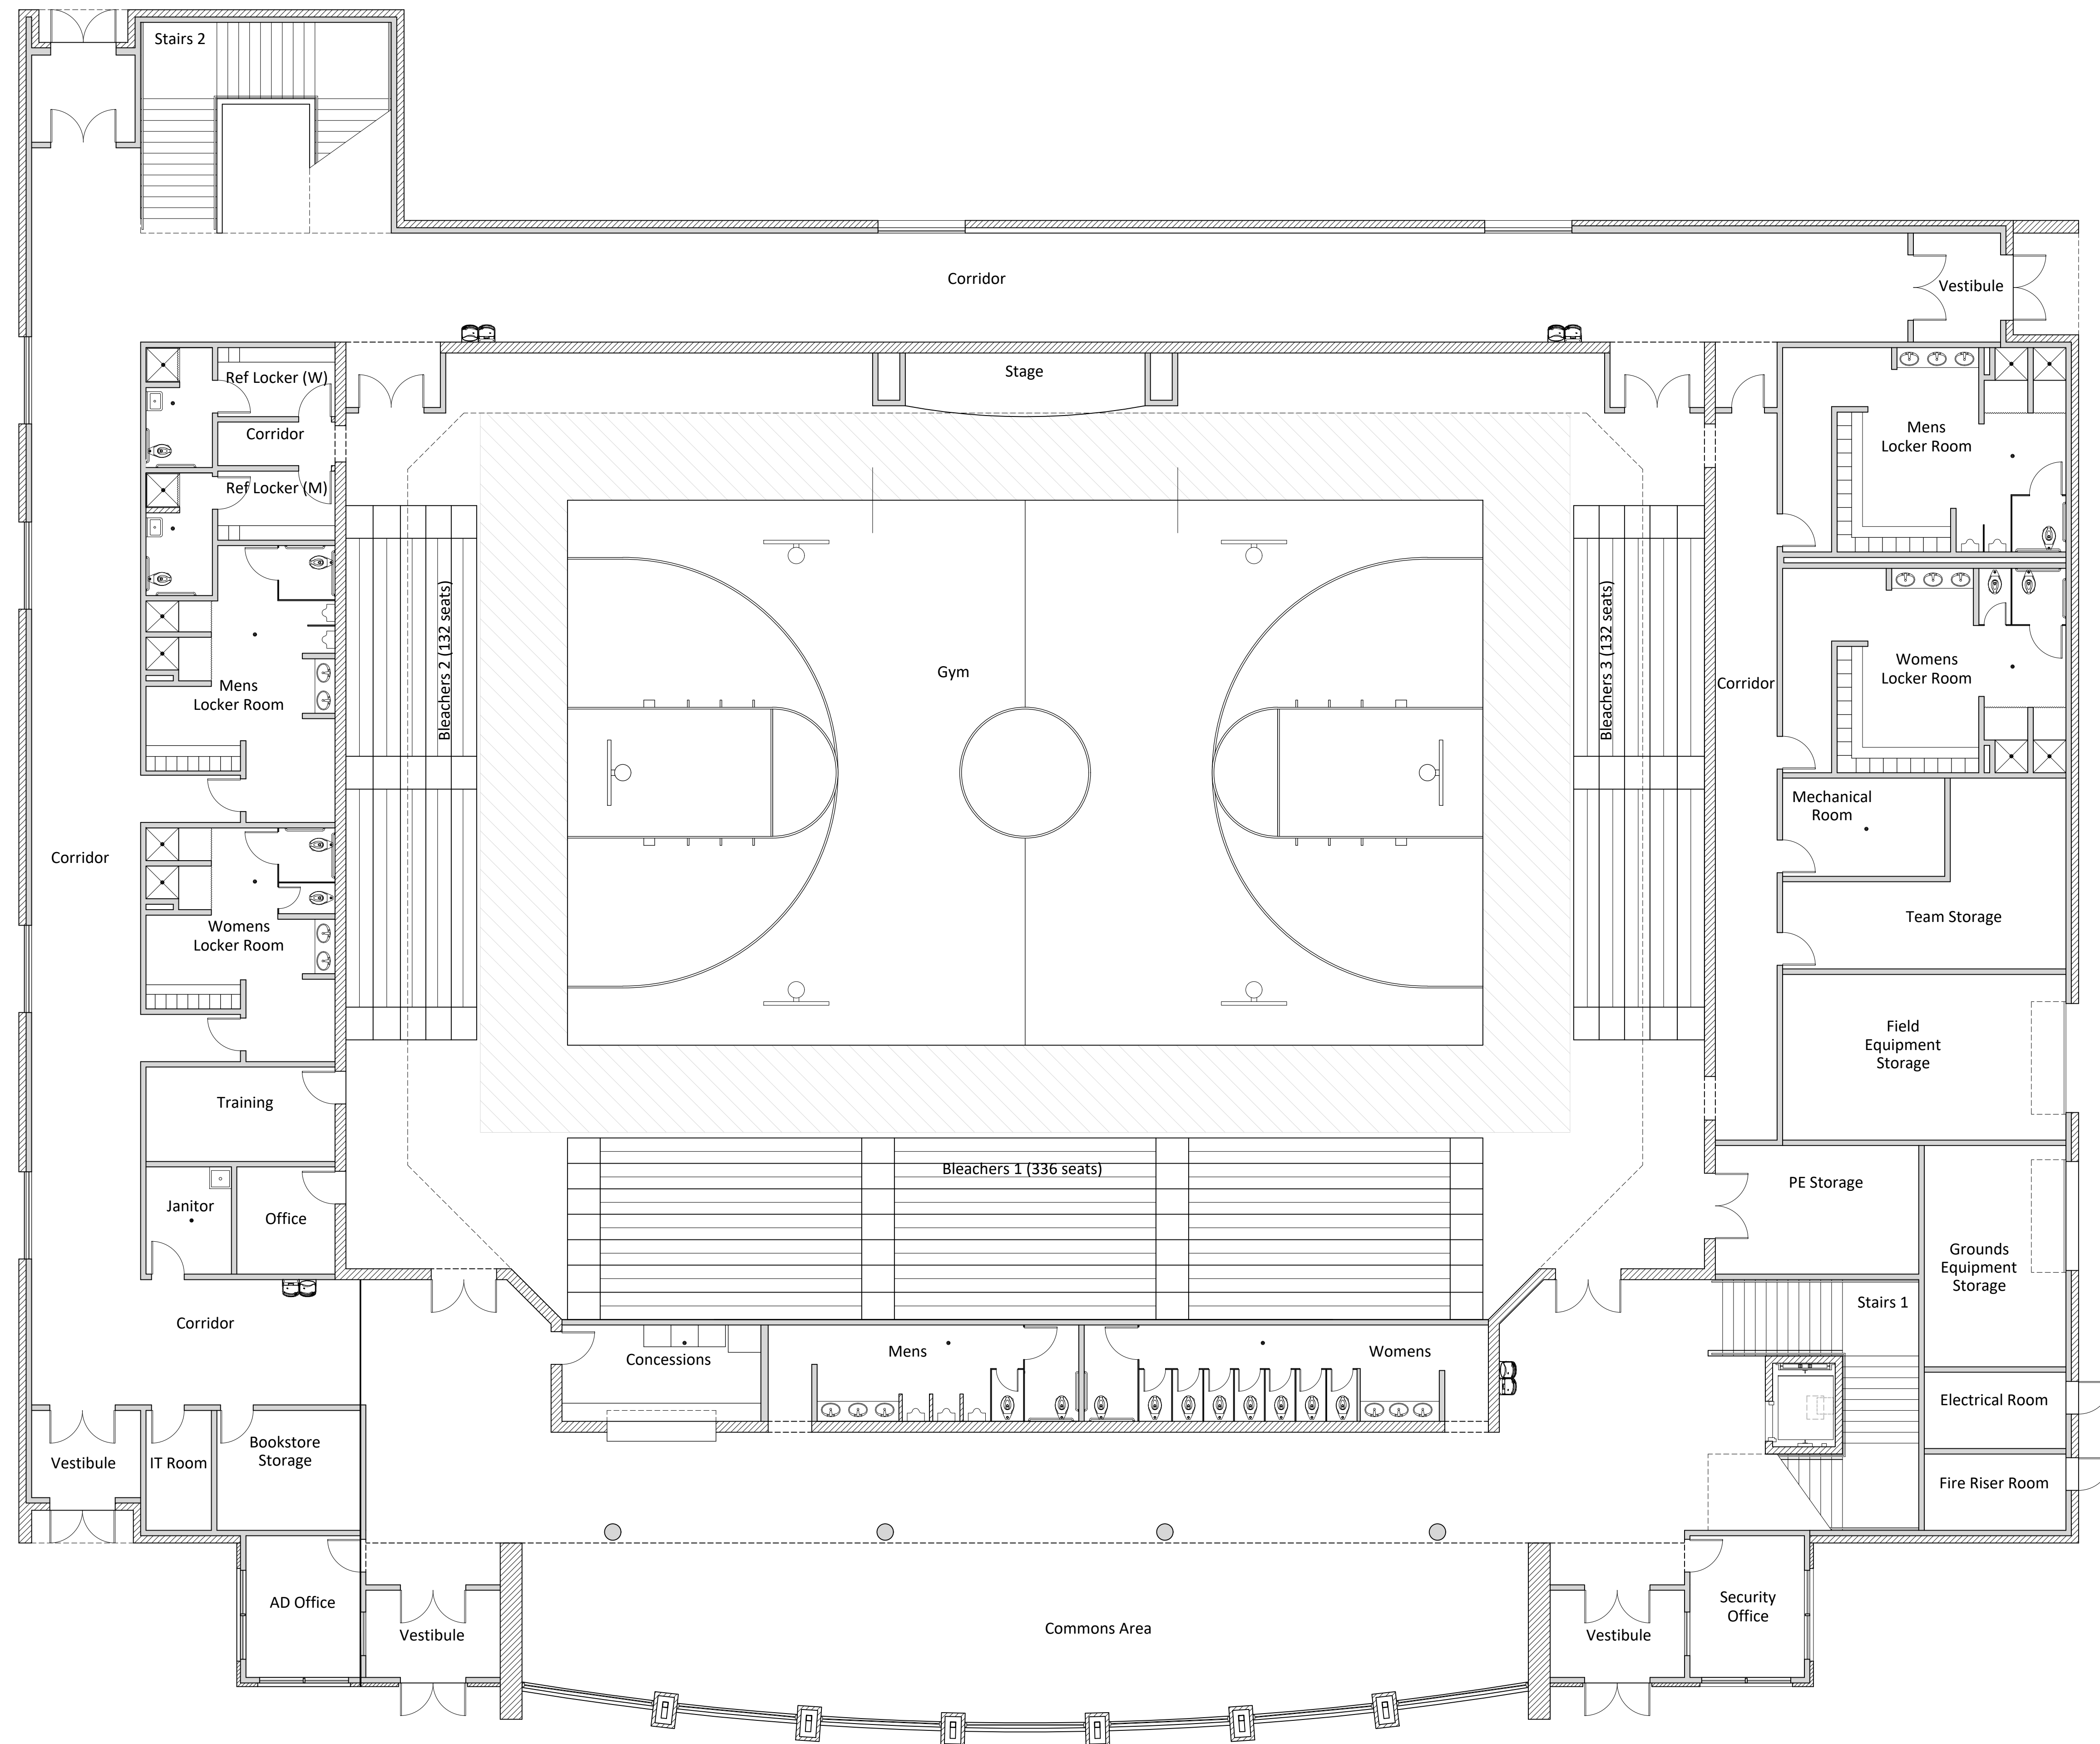 Stairs 2
Corridor
Vestibule
Stage
Ref Locker (W)
Corridor
Ref Locker (M)
Mens
Locker Room
Bleachers 2 (132 seats)
Gym
Bleachers 3 (132 seats)
Corridor
Mens
Locker Room
Womens
Locker Room
Mechanical
Room
Corridor
Womens
Locker Room
Team Storage
Field
Equipment
Storage
Training
Bleachers 1 (336 seats)
PE Storage
Janitor
Office
Grounds
Equipment
Storage
Stairs 1
Corridor
Concessions
Mens
Womens
Electrical Room
Vestibule
IT Room
Bookstore
Storage
Fire Riser Room
AD Office
Vestibule
Commons Area
Vestibule
Security
Office